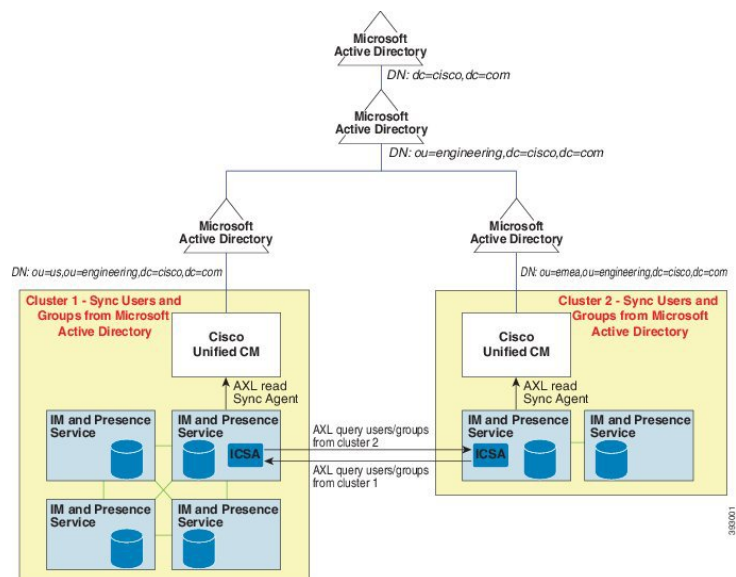 Microsoft
Active Directory
DN: dc=cisco,dc=com
Microsoft
Active Directory
DN: ou=engineering,dc=cisco,dc=com
Microsoft
Active Directory
DN: ou=us,ou=engineering,dc=cisco,dc=com
Microsoft
Active Directory
DN: ou=emea,ou=engineering,dc=cisco,dc=com
Cluster 1 - Sync Users and
Groups from Microsoft
Active Directory
Cisco
Unified CM
AXL read
Sync Agent
IM and Presence
Service
IM and Presence
Service
ICSA
IM and Presence
Service
IM and Presence
Service
AXL query users/groups
from cluster 2
AXL query users/groups
from cluster 1
Cluster 2 - Sync Users and
Groups from Microsoft
Active Directory
Cisco
Unified CM
AXL read
Sync Agent
IM and Presence
Service
ICSA
IM and Presence
Service
393001